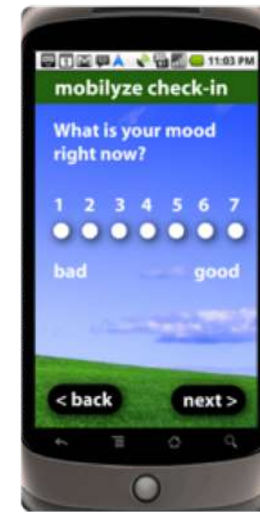 11:03 PM
mobilyze check-in
What is your mood
right now?
1 2 3 4 5 6 7
bad good
< back next >